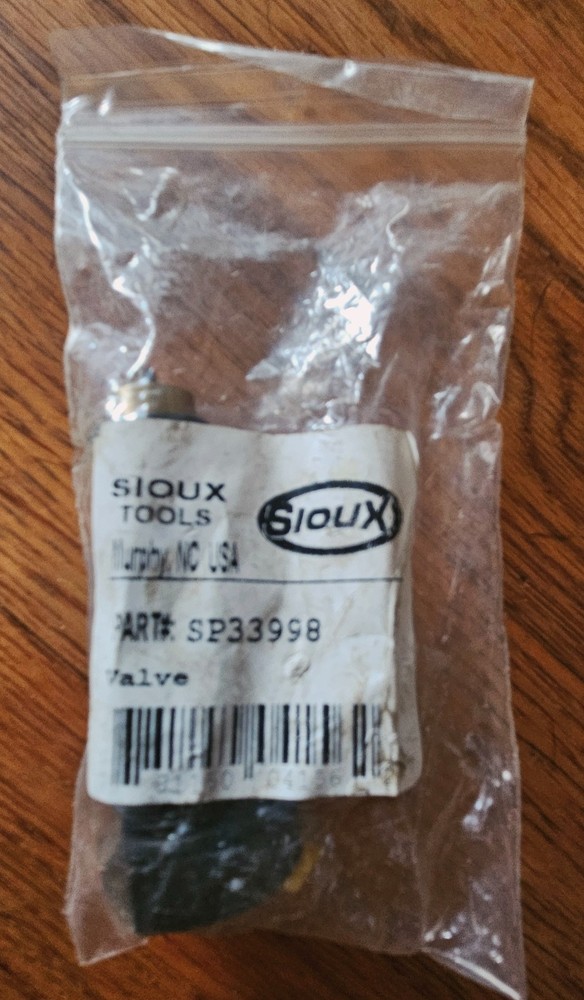 SIOUX
TOOLS
SIOUX
Murphy, NC USA
PART#: SP33998
Valve